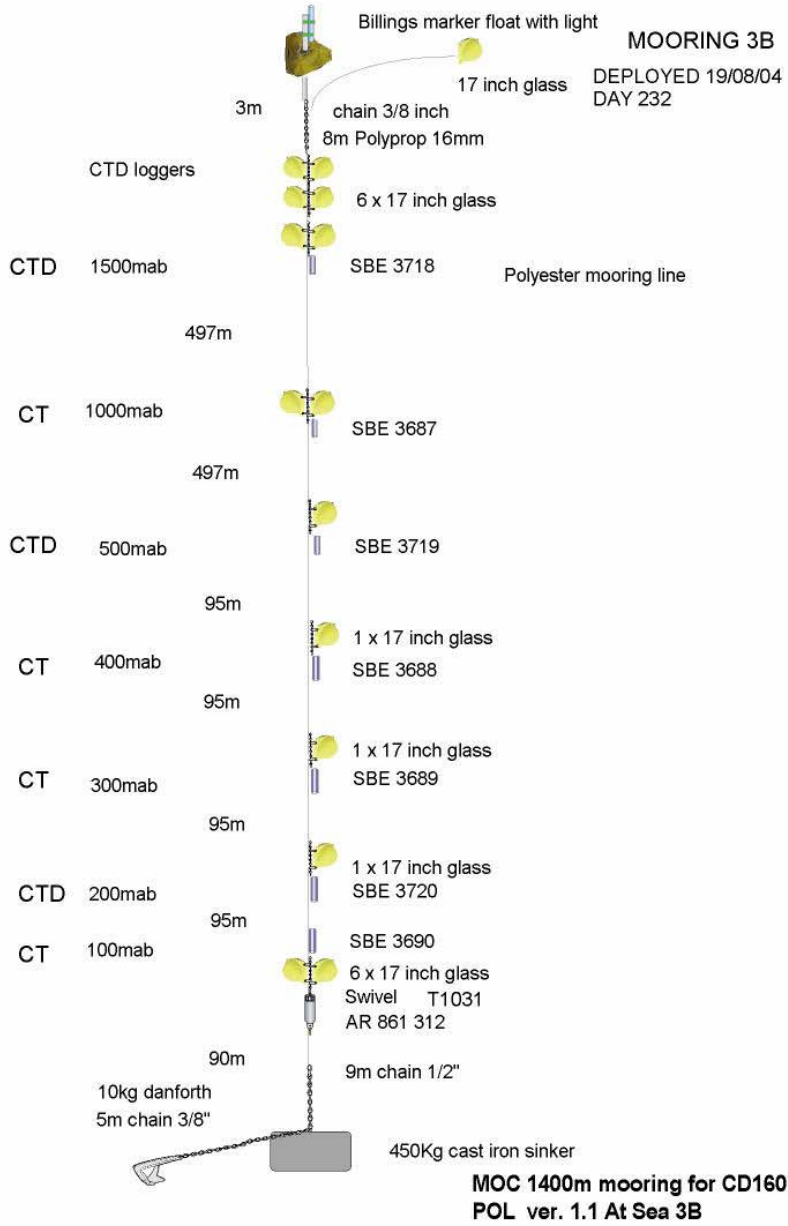 Billings marker float with light
MOORING 3B
17 inch glass
DEPLOYED 19/08/04
DAY 232
3m
chain 3/8 inch
8m Polyprop 16mm
CTD loggers
6 x 17 inch glass
CTD 1500mab SBE 3718
Polyester mooring line
497m
CT 1000mab SBE 3687
497m
CTD 500mab SBE 3719
95m
1 x 17 inch glass
CT 400mab SBE 3688
95m
1 x 17 inch glass
CT 300mab SBE 3689
95m
1 x 17 inch glass
CTD 200mab SBE 3720
95m
CT 100mab SBE 3690
6 x 17 inch glass
Swivel T1031
AR 861 312
90m
9m chain 1/2"
10kg danforth
5m chain 3/8"
450Kg cast iron sinker
MOC 1400m mooring for CD160
POL ver. 1.1 At Sea 3B